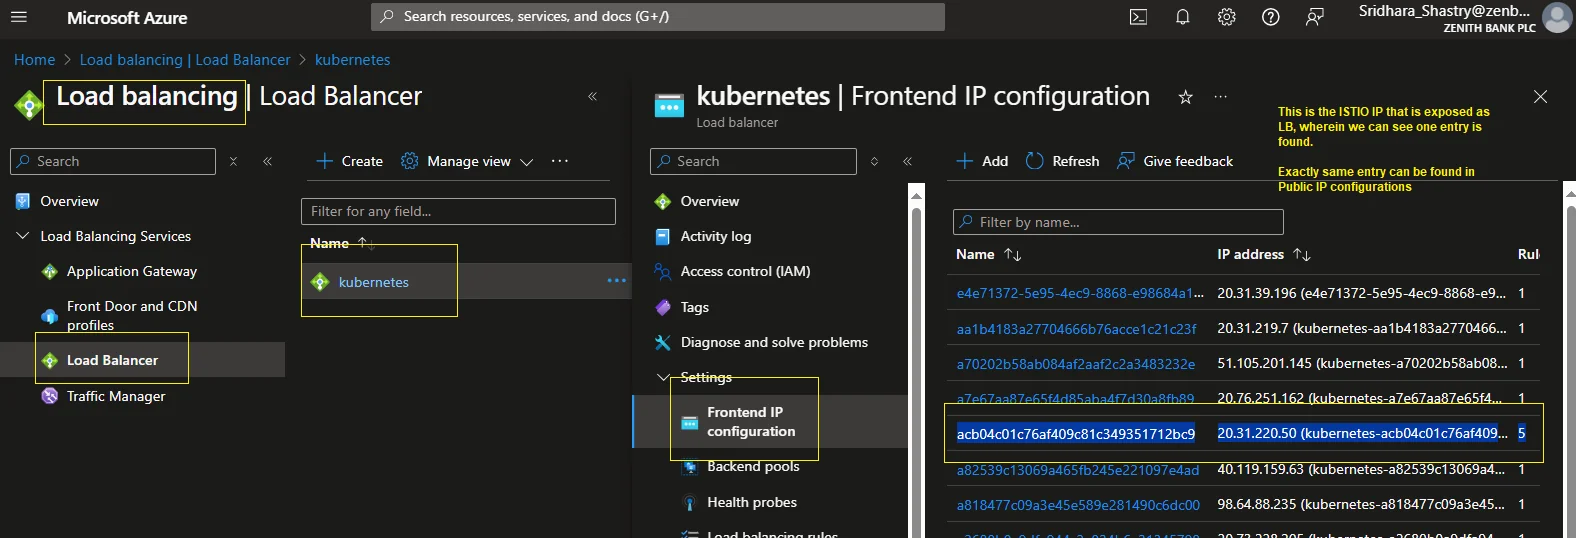 Microsoft Azure
Search resources, services, and docs (G+/)
Sridhara_Shastry@zenb...
ZENITH BANK PLC
Home > Load balancing | Load Balancer > kubernetes
Load balancing | Load Balancer
«
Search
«
Overview
Load Balancing Services
Application Gateway
Front Door and CDN
profiles
Load Balancer
Traffic Manager
+ Create
Manage view
...
Filter for any field...
Name ↑↓
kubernetes
...
kubernetes | Frontend IP configuration
...
Load balancer
This is the ISTIO IP that is exposed as
LB, wherein we can see one entry is
found.
Exactly same entry can be found in
Public IP configurations
Search
«
Overview
Activity log
Access control (IAM)
Tags
Diagnose and solve problems
Settings
Frontend IP
configuration
Backend pools
Health probes
Load balancing rules
+ Add
Refresh
Give feedback
Filter by name...
Name ↑↓ IP address ↑↓ Rul
e4e71372-5e95-4ec9-8868-e98684a1... 20.31.39.196 (e4e71372-5e95-4ec9-8868-e9... 1
aa1b4183a27704666b76acce1c21c23f 20.31.219.7 (kubernetes-aa1b4183a2770466... 1
a70202b58ab084af2aaf2c2a3483232e 51.105.201.145 (kubernetes-a70202b58ab08... 1
a7e67aa87e65f4d85aba4f7d30a8fb89 20.76.251.162 (kubernetes-a7e67aa87e65f4... 1
acb04c01c76af409c81c349351712bc9 20.31.220.50 (kubernetes-acb04c01c76af409... 5
a82539c13069a465fb245e221097e4ad 40.119.159.63 (kubernetes-a82539c13069a4... 1
a818477c09a3e45e589e281490c6dc00 98.64.88.235 (kubernetes-a818477c09a3e45... 1